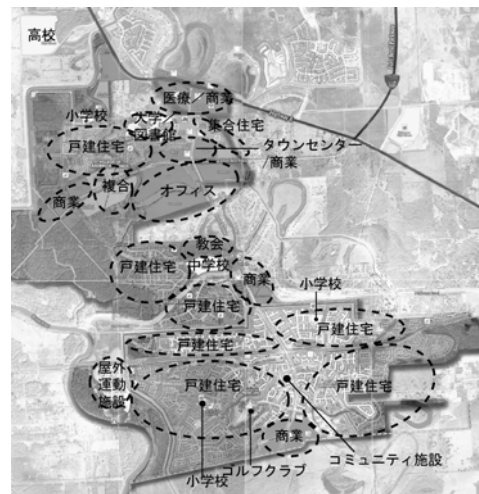 高校
医療／商業
小学校
大学／
図書館
集合住宅
戸建住宅
タウンセンター
/商業
複合
オフィス
商業
教会
戸建住宅
中学校
商業
小学校
戸建住宅
戸建住宅
戸建住宅
屋外
運動
施設
戸建住宅
戸建住宅
商業
コミュニティ施設
ゴルフクラブ
小学校